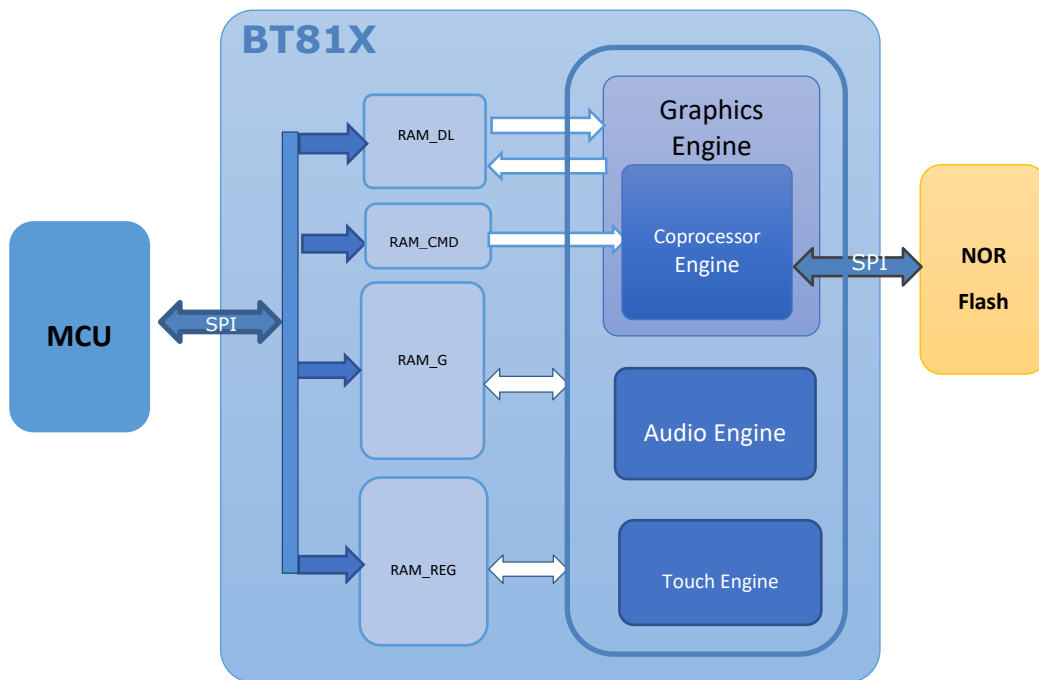 BT81X
Graphics
Engine
RAM_DL
RAM_CMD
Coprocessor
Engine
SPI
NOR
Flash
MCU
SPI
RAM_G
Audio Engine
RAM_REG
Touch Engine